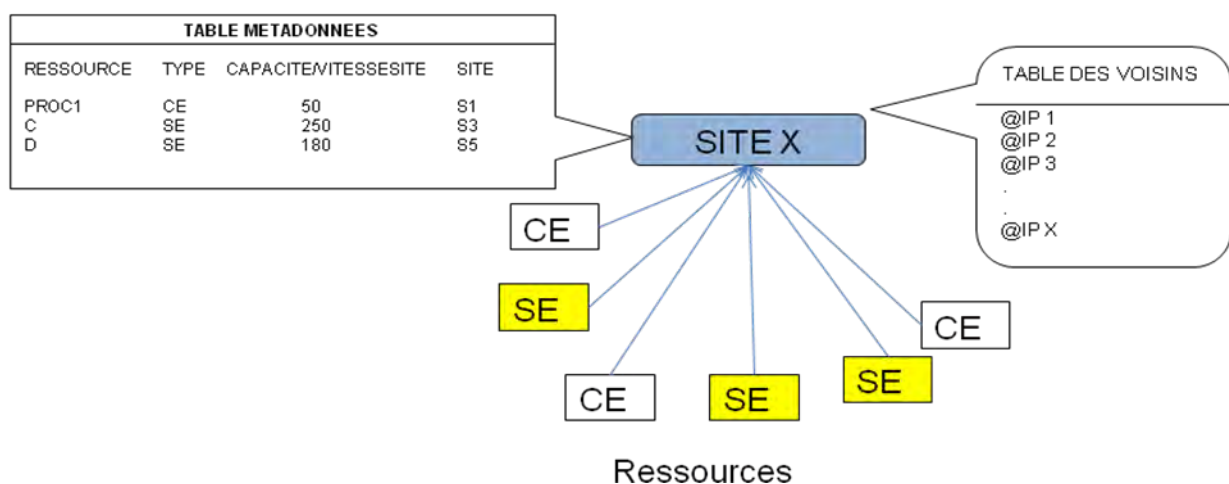 TABLE METADONNEES
RESSOURCE TYPE CAPACITE/VITESSESITE SITE
PROC1 CE 50 S1
C SE 250 S3
D SE 180 S5
TABLE DES VOISINS
@IP 1
@IP 2
@IP 3
.
.
@IP X
SITE X
CE
SE
CE
SE
SE
CE
Ressources